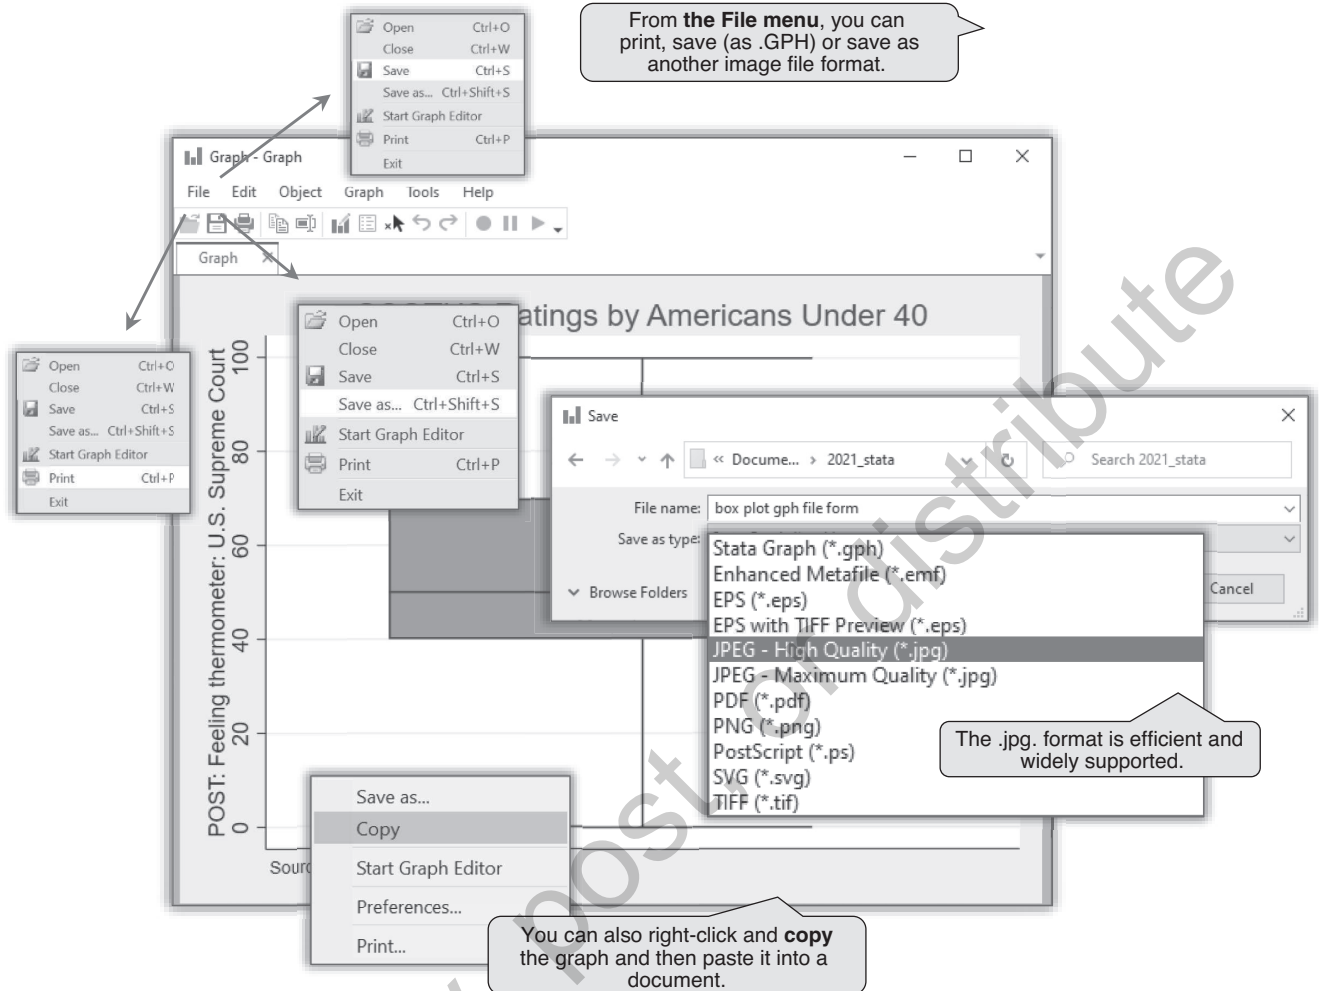 Open Ctrl+O
Close Ctrl+W
Save Ctrl+S
Save as... Ctrl+Shift+S
Start Graph Editor
Print Ctrl+P
Exit
From the File menu, you can
print, save (as .GPH) or save as
another image file format.
Graph - Graph
File Edit Object Graph Tools Help
Graph
atings by Americans Under 40
Open Ctrl+O
Close Ctrl+W
Save Ctrl+S
Save as... Ctrl+Shift+S
Start Graph Editor
Print Ctrl+P
Exit
Open Ctrl+O
Close Ctrl+W
Save Ctrl+S
Save as... Ctrl+Shift+S
Start Graph Editor
Print Ctrl+P
Exit
POST: Feeling thermometer: U.S. Supreme Court
100
80
60
40
20
0
Save
« Docume... › 2021_stata
Search 2021_stata
File name: box plot gph file form
Save as type:
Browse Folders
Cancel
Stata Graph (*.gph)
Enhanced Metafile (*.emf)
EPS (*.eps)
EPS with TIFF Preview (*.eps)
JPEG - High Quality (*.jpg)
JPEG - Maximum Quality (*.jpg)
PDF (*.pdf)
PNG (*.png)
PostScript (*.ps)
SVG (*.svg)
TIFF (*.tif)
The .jpg. format is efficient and
widely supported.
Sourc
Save as...
Copy
Start Graph Editor
Preferences...
Print...
You can also right-click and copy
the graph and then paste it into a
document.
post, or distribute